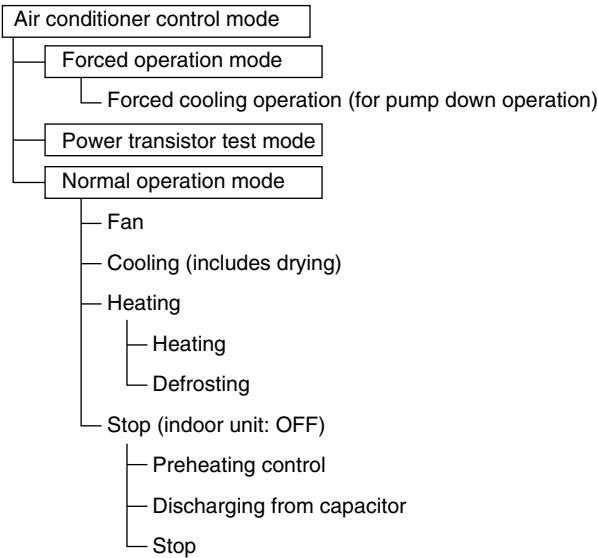 Air conditioner control mode
Forced operation mode
Forced cooling operation (for pump down operation)
Power transistor test mode
Normal operation mode
Fan
Cooling (includes drying)
Heating
Heating
Defrosting
Stop (indoor unit: OFF)
Preheating control
Discharging from capacitor
Stop